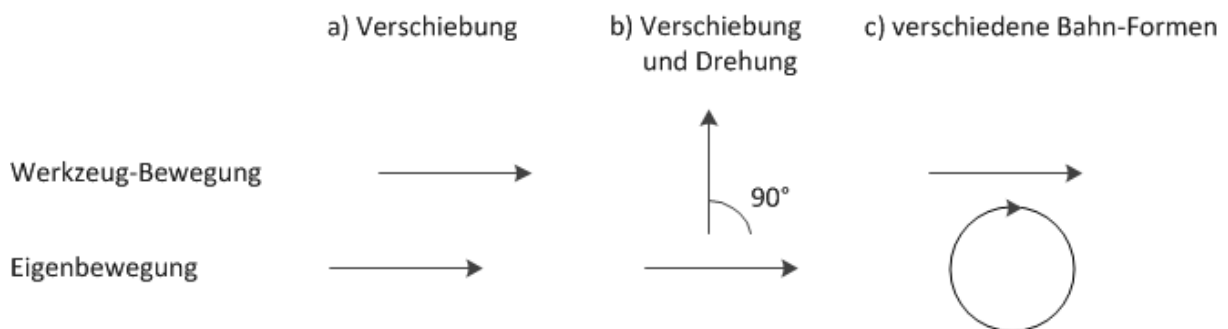 a) Verschiebung
b) Verschiebung
und Drehung
c) verschiedene Bahn-Formen
Werkzeug-Bewegung
90°
Eigenbewegung